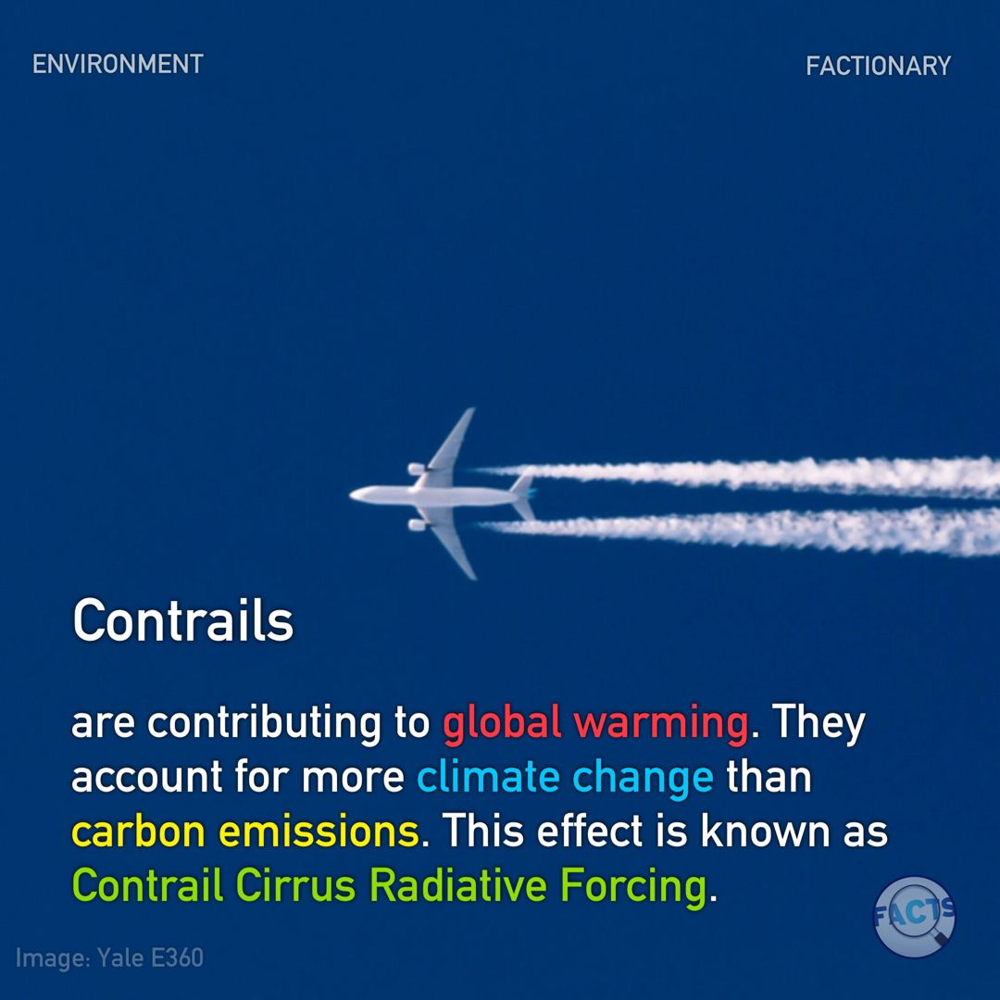 ENVIRONMENT
FACTIONARY
Contrails
are contributing to global warming. They
account for more climate change than
carbon emissions. This effect is known as
Contrail Cirrus Radiative Forcing.
FACTS
Image: Yale E360